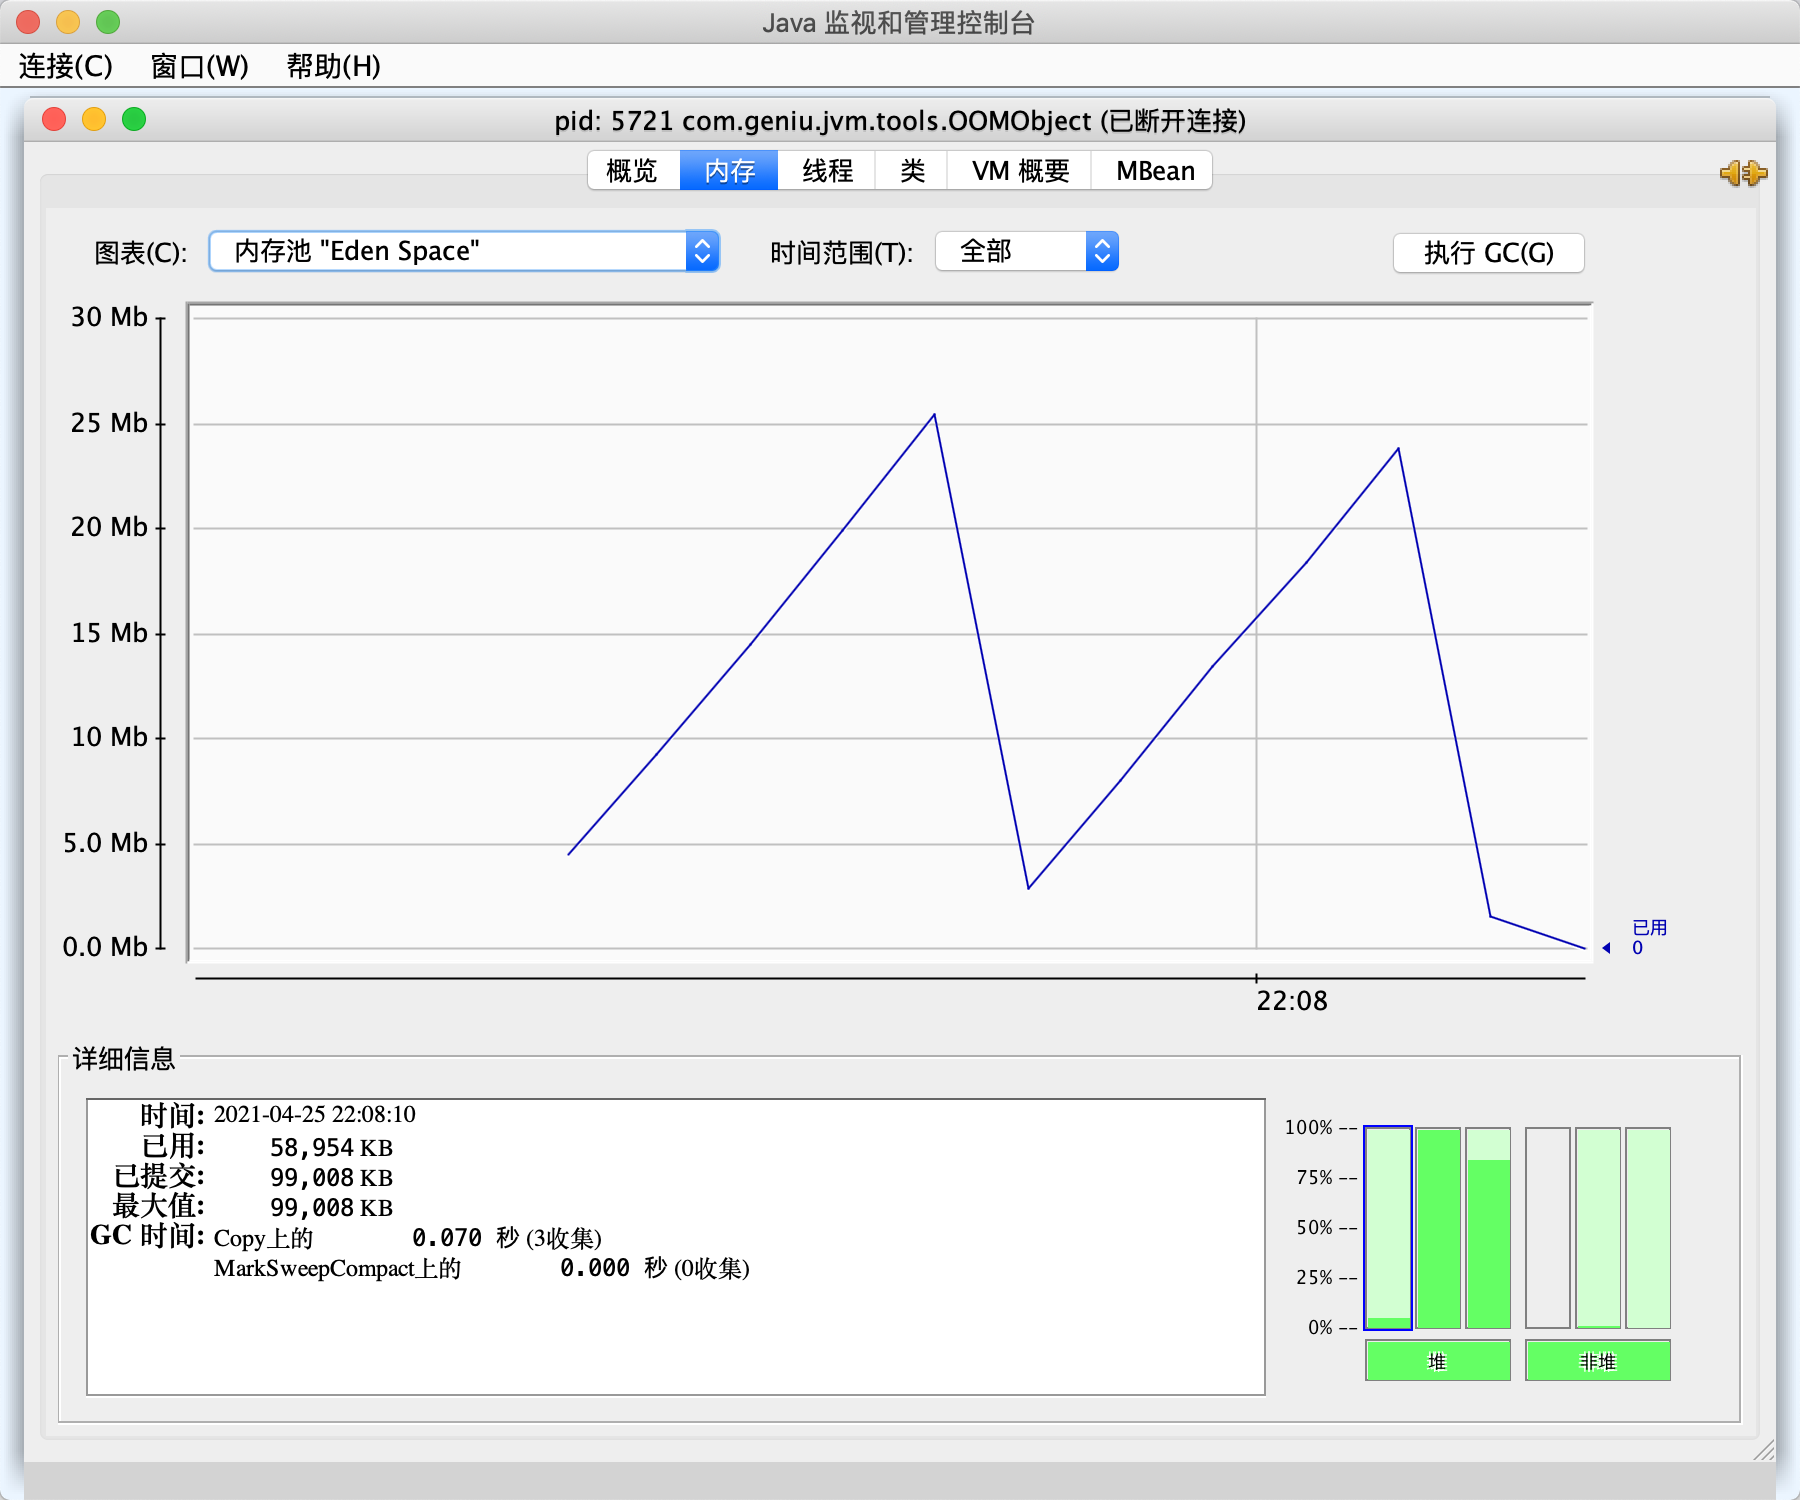 Java 监视和管理控制台
连接(C) 窗口(W) 帮助(H)
pid: 5721 com.geniu.jvm.tools.OOMObject (已断开连接)
概览 内存 线程 类 VM 概要 MBean
图表(C): 内存池 "Eden Space" 时间范围(T): 全部 执行 GC(G)
30 Mb
25 Mb
20 Mb
15 Mb
10 Mb
5.0 Mb
0.0 Mb
已用
0
22:08
详细信息
时间: 2021-04-25 22:08:10
已用: 58,954 KB
已提交: 99,008 KB
最大值: 99,008 KB
GC 时间: Copy上的 0.070 秒 (3收集)
MarkSweepCompact上的 0.000 秒 (0收集)
100% --
75% --
50% --
25% --
0% --
堆 非堆